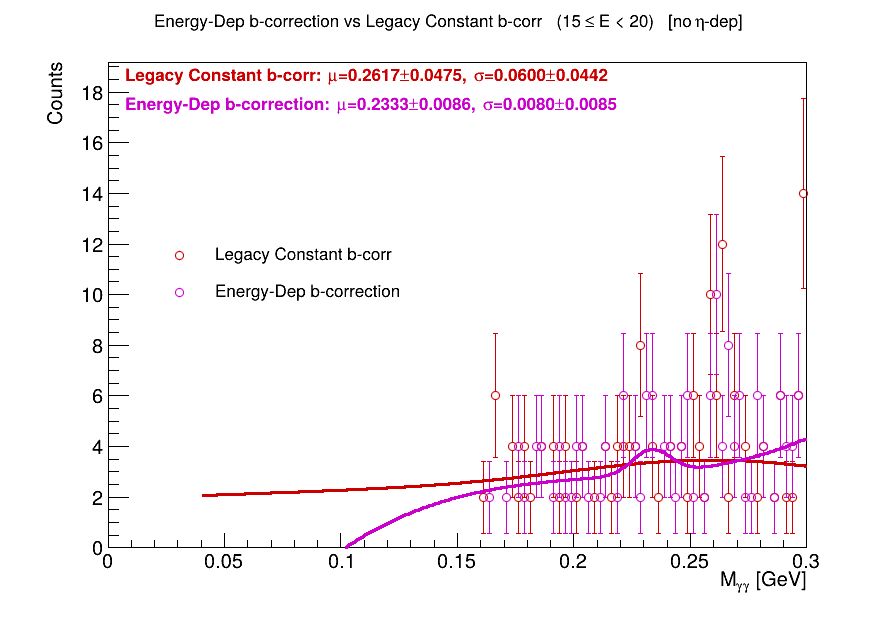 Energy-Dep b-correction vs Legacy Constant b-corr (15 ≤ E < 20) [no η-dep]
Counts
Legacy Constant b-corr: μ=0.2617±0.0475, σ=0.0600±0.0442
Energy-Dep b-correction: μ=0.2333±0.0086, σ=0.0080±0.0085
18
16
14
12
10
8
6
4
2
0
Legacy Constant b-corr
Energy-Dep b-correction
0 0.05 0.1 0.15 0.2 0.25 0.3
M_γγ [GeV]